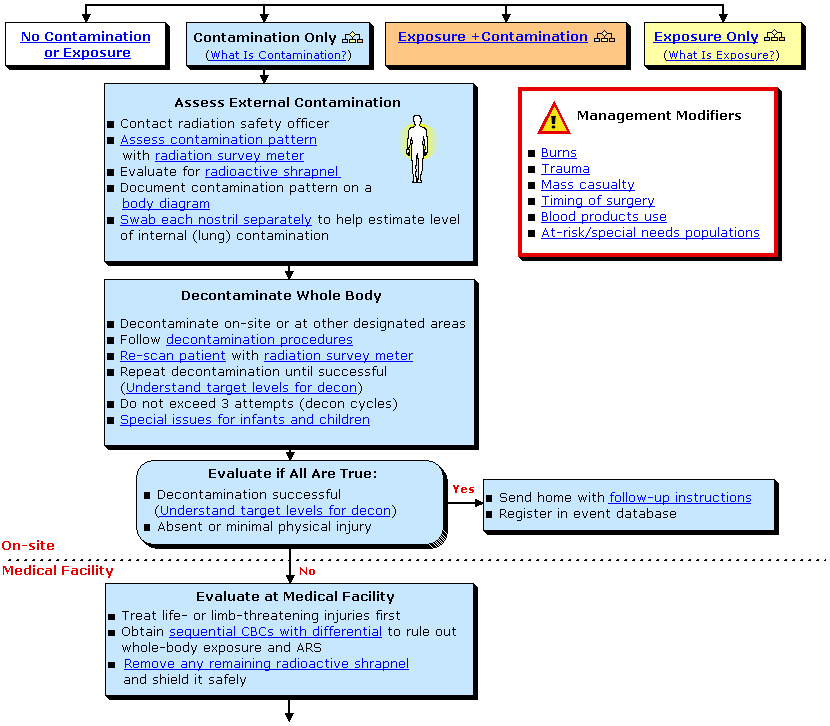 No Contamination
or Exposure
Contamination Only
(What Is Contamination?)
Exposure +Contamination
Exposure Only
(What Is Exposure?)
Assess External Contamination
■ Contact radiation safety officer
■ Assess contamination pattern
with radiation survey meter
■ Evaluate for radioactive shrapnel
■ Document contamination pattern on a
body diagram
■ Swab each nostril separately to help estimate level
of internal (lung) contamination
! Management Modifiers
■ Burns
■ Trauma
■ Mass casualty
■ Timing of surgery
■ Blood products use
■ At-risk/special needs populations
Decontaminate Whole Body
■ Decontaminate on-site or at other designated areas
■ Follow decontamination procedures
■ Re-scan patient with radiation survey meter
■ Repeat decontamination until successful
(Understand target levels for decon)
■ Do not exceed 3 attempts (decon cycles)
■ Special issues for infants and children
Evaluate if All Are True:
■ Decontamination successful
(Understand target levels for decon)
■ Absent or minimal physical injury
Yes
■ Send home with follow-up instructions
■ Register in event database
On-site
Medical Facility
No
Evaluate at Medical Facility
■ Treat life- or limb-threatening injuries first
■ Obtain sequential CBCs with differential to rule out
whole-body exposure and ARS
■ Remove any remaining radioactive shrapnel
and shield it safely